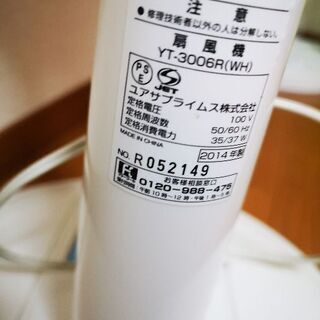 注意
●修理技術者以外の人は分解しない。
扇風機
YT-3006R(WH)
PS
E
JET
ユアサプライムス株式会社
定格電圧 100 V
定格周波数 50/60 Hz
定格消費電力 35/37 W
MADE IN CHINA
2014年製
NO. R 052149
お客様相談窓口
0120-988-475